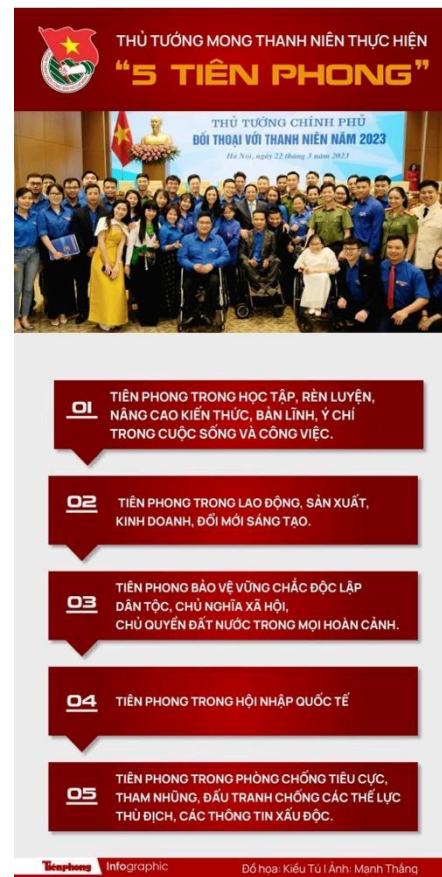 THỦ TƯỚNG MONG THANH NIÊN THỰC HIỆN
“5 TIÊN PHONG”
THỦ TƯỚNG CHÍNH PHỦ
ĐỐI THOẠI VỚI THANH NIÊN NĂM 2023
Hà Nội, ngày 22 tháng 3 năm 2023
01
TIÊN PHONG TRONG HỌC TẬP, RÈN LUYỆN,
NÂNG CAO KIẾN THỨC, BẢN LĨNH, Ý CHÍ
TRONG CUỘC SỐNG VÀ CÔNG VIỆC.
02
TIÊN PHONG TRONG LAO ĐỘNG, SẢN XUẤT,
KINH DOANH, ĐỔI MỚI SÁNG TẠO.
03
TIÊN PHONG BẢO VỆ VỮNG CHẮC ĐỘC LẬP
DÂN TỘC, CHỦ NGHĨA XÃ HỘI,
CHỦ QUYỀN ĐẤT NƯỚC TRONG MỌI HOÀN CẢNH.
04
TIÊN PHONG TRONG HỘI NHẬP QUỐC TẾ
05
TIÊN PHONG TRONG PHÒNG CHỐNG TIÊU CỰC,
THAM NHŨNG, ĐẤU TRANH CHỐNG CÁC THẾ LỰC
THÙ ĐỊCH, CÁC THÔNG TIN XẤU ĐỘC.
Tiênphong Infographic
Đồ họa: Kiều Tú | Ảnh: Mạnh Thắng